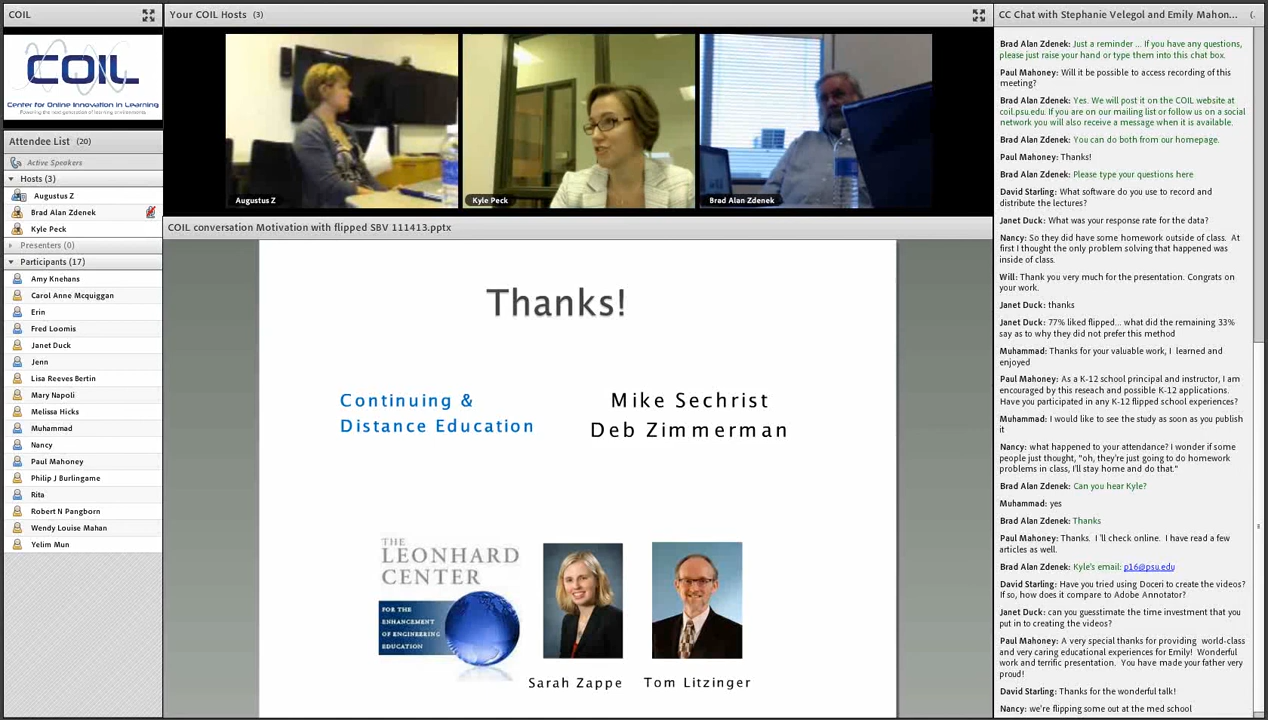 COIL
COIL
Center for Online Innovation in Learning
Powering the next generation of learning environments.
Attendee List (20)
Active Speakers
Hosts (3)
Augustus Z
Brad Alan Zdenek
Kyle Peck
Presenters (0)
Participants (17)
Amy Knehans
Carol Anne Mcquiggan
Erin
Fred Loomis
Janet Duck
Jenn
Lisa Reeves Bertin
Mary Napoli
Melissa Hicks
Muhammad
Nancy
Paul Mahoney
Philip J Burlingame
Rita
Robert N Pangborn
Wendy Louise Mahan
Yelim Mun
Your COIL Hosts (3)
Augustus Z
Kyle Peck
Brad Alan Zdenek
COIL conversation Motivation with flipped SBV 111413.pptx
Thanks!
Continuing &
Distance Education
Mike Sechrist
Deb Zimmerman
THE
LEONHARD
CENTER
FOR THE
ENHANCEMENT
OF ENGINEERING
EDUCATION
Sarah Zappe
Tom Litzinger
CC Chat with Stephanie Velegol and Emily Mahon...
Brad Alan Zdenek: Just a reminder ... If you have any questions,
please just raise your hand or type them into this chat box.
Paul Mahoney: Will it be possible to access recording of this
meeting?
Brad Alan Zdenek: Yes. We will post it on the COIL website at
coil.psu.edu. If you are on our mailing list or follow us on a social
network you will also receive a message when it is available.
Brad Alan Zdenek: You can do both from our homepage.
Paul Mahoney: Thanks!
Brad Alan Zdenek: Please type your questions here
David Starling: What software do you use to record and
distribute the lectures?
Janet Duck: What was your response rate for the data?
Nancy: So they did have some homework outside of class. At
first I thought the only problem solving that happened was
inside of class.
Will: Thank you very much for the presentation. Congrats on
your work.
Janet Duck: thanks
Janet Duck: 77% liked flipped... what did the remaining 33%
say as to why they did not prefer this method
Muhammad: Thanks for your valuable work, I learned and
enjoyed
Paul Mahoney: As a K-12 school principal and instructor, I am
encouraged by this reseach and possible K-12 applications.
Have you participated in any K-12 flipped school experiences?
Muhammad: I would like to see the study as soon as you publish
it
Nancy: what happened to your attendance? I wonder if some
people just thought, "oh, they're just going to do homework
problems in class, I'll stay home and do that."
Brad Alan Zdenek: Can you hear Kyle?
Muhammad: yes
Brad Alan Zdenek: Thanks
Paul Mahoney: Thanks. I 'll check online. I have read a few
articles as well.
Brad Alan Zdenek: Kyle's email: p16@psu.edu
David Starling: Have you tried using Doceri to create the videos?
If so, how does it compare to Adobe Annotator?
Janet Duck: can you guesstimate the time investment that you
put in to creating the videos?
Paul Mahoney: A very special thanks for providing world-class
and very caring educational experiences for Emily! Wonderful
work and terrific presentation. You have made your father very
proud!
David Starling: Thanks for the wonderful talk!
Nancy: we're flipping some out at the med school